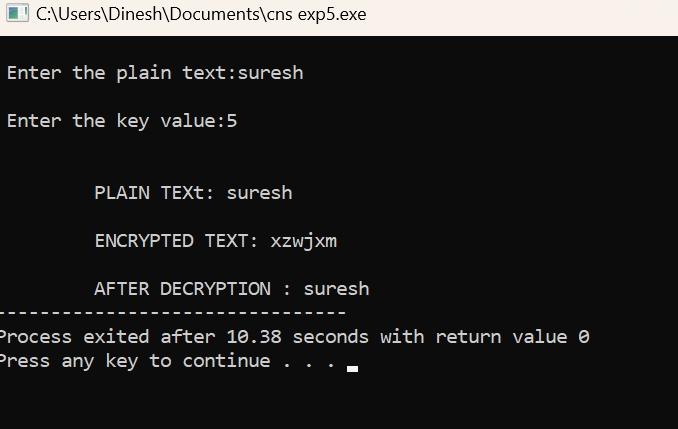 C:\Users\Dinesh\Documents\cns exp5.exe
Enter the plain text:suresh
Enter the key value:5
PLAIN TEXt: suresh
ENCRYPTED TEXT: xzwjxm
AFTER DECRYPTION : suresh
--------------------------------
Process exited after 10.38 seconds with return value 0
Press any key to continue . . .